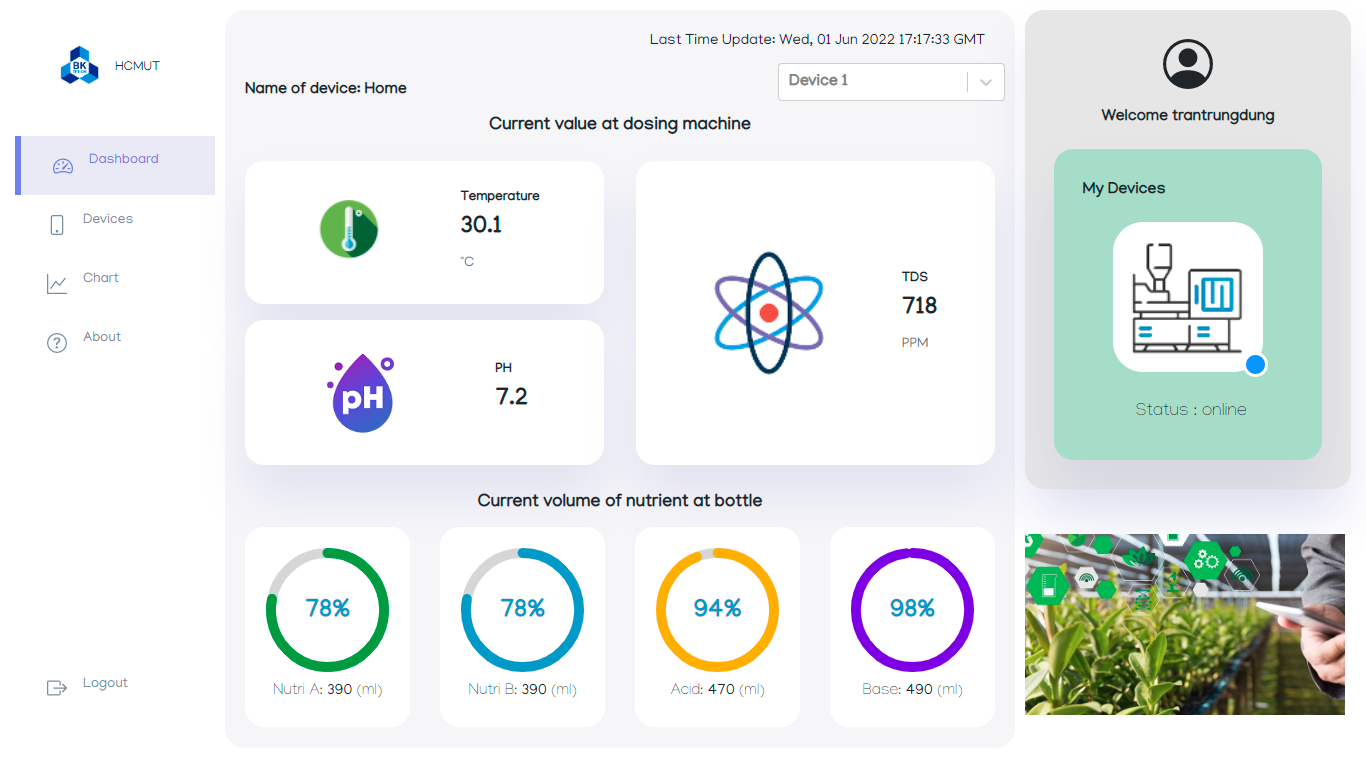 BK
TECH
HCMUT
Dashboard
Devices
Chart
About
Logout
Last Time Update: Wed, 01 Jun 2022 17:17:33 GMT
Name of device: Home
Device 1
Current value at dosing machine
Temperature
30.1
°C
pH
PH
7.2
TDS
718
PPM
Current volume of nutrient at bottle
78%
Nutri A: 390 (ml)
78%
Nutri B: 390 (ml)
94%
Acid: 470 (ml)
98%
Base: 490 (ml)
Welcome trantrungdung
My Devices
Status : online